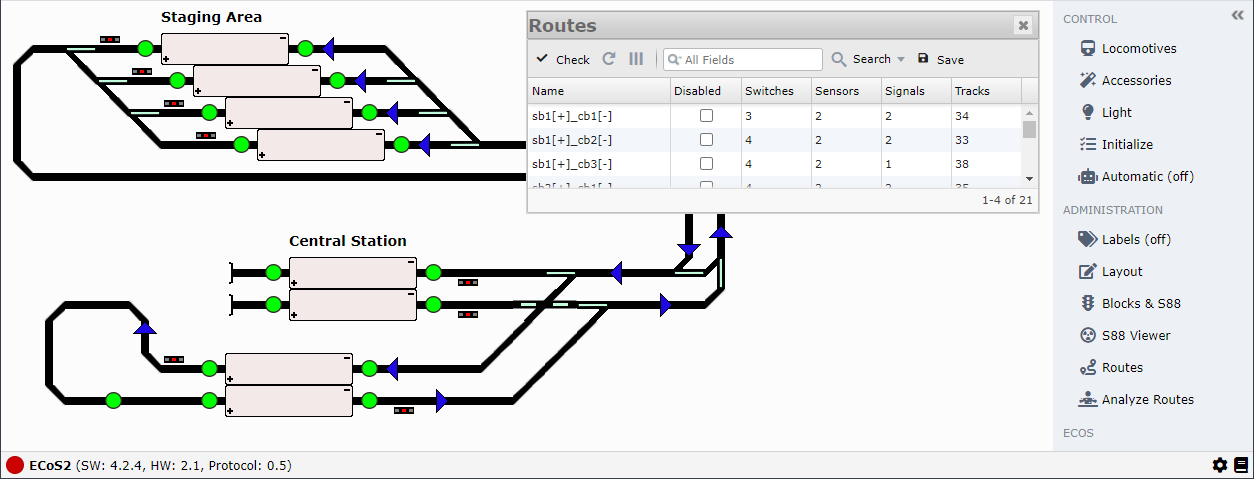 Staging Area
Central Station
Routes
Check
All Fields
Search
Save
Name Disabled Switches Sensors Signals Tracks
sb1[+]_cb1[-] 3 2 2 34
sb1[+]_cb2[-] 4 2 2 33
sb1[+]_cb3[-] 4 2 1 38
sb2[+]_cb1[-] 4 2 2 35
1-4 of 21
CONTROL
Locomotives
Accessories
Light
Initialize
Automatic (off)
ADMINISTRATION
Labels (off)
Layout
Blocks & S88
S88 Viewer
Routes
Analyze Routes
ECOS
ECoS2 (SW: 4.2.4, HW: 2.1, Protocol: 0.5)